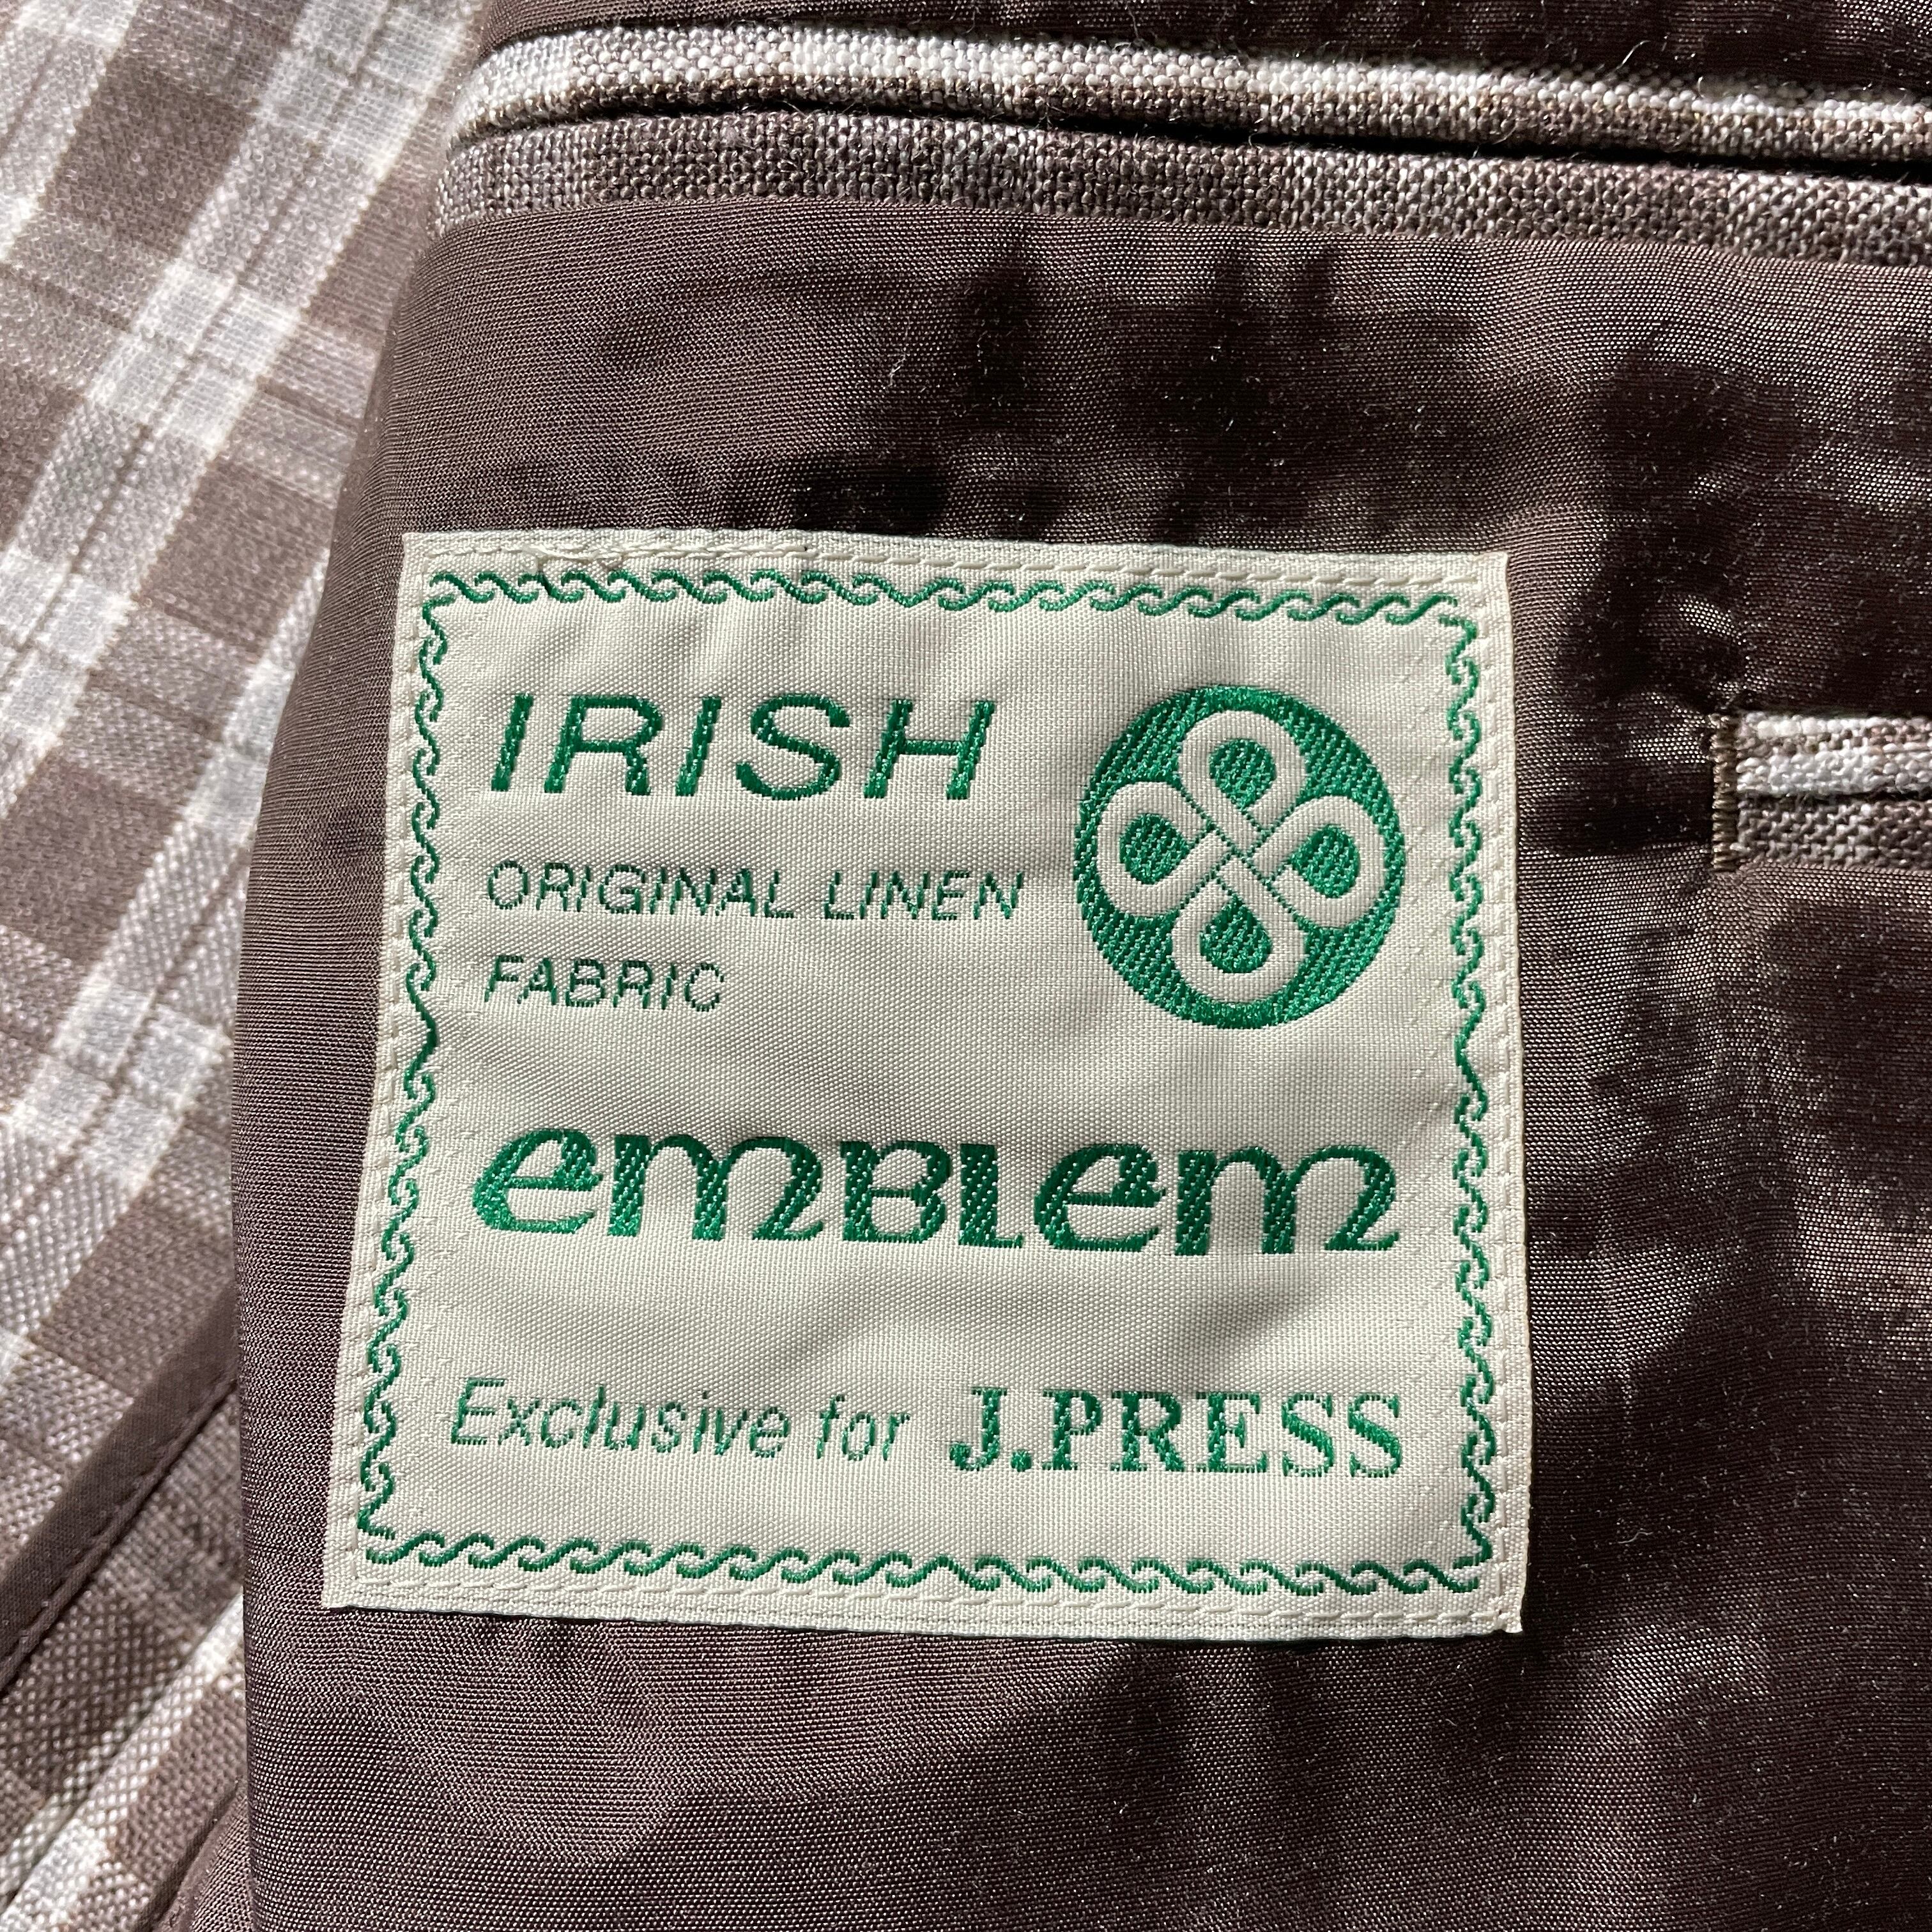 IRISH
ORIGINAL LINEN
FABRIC
emBLem
Exclusive for J.PRESS